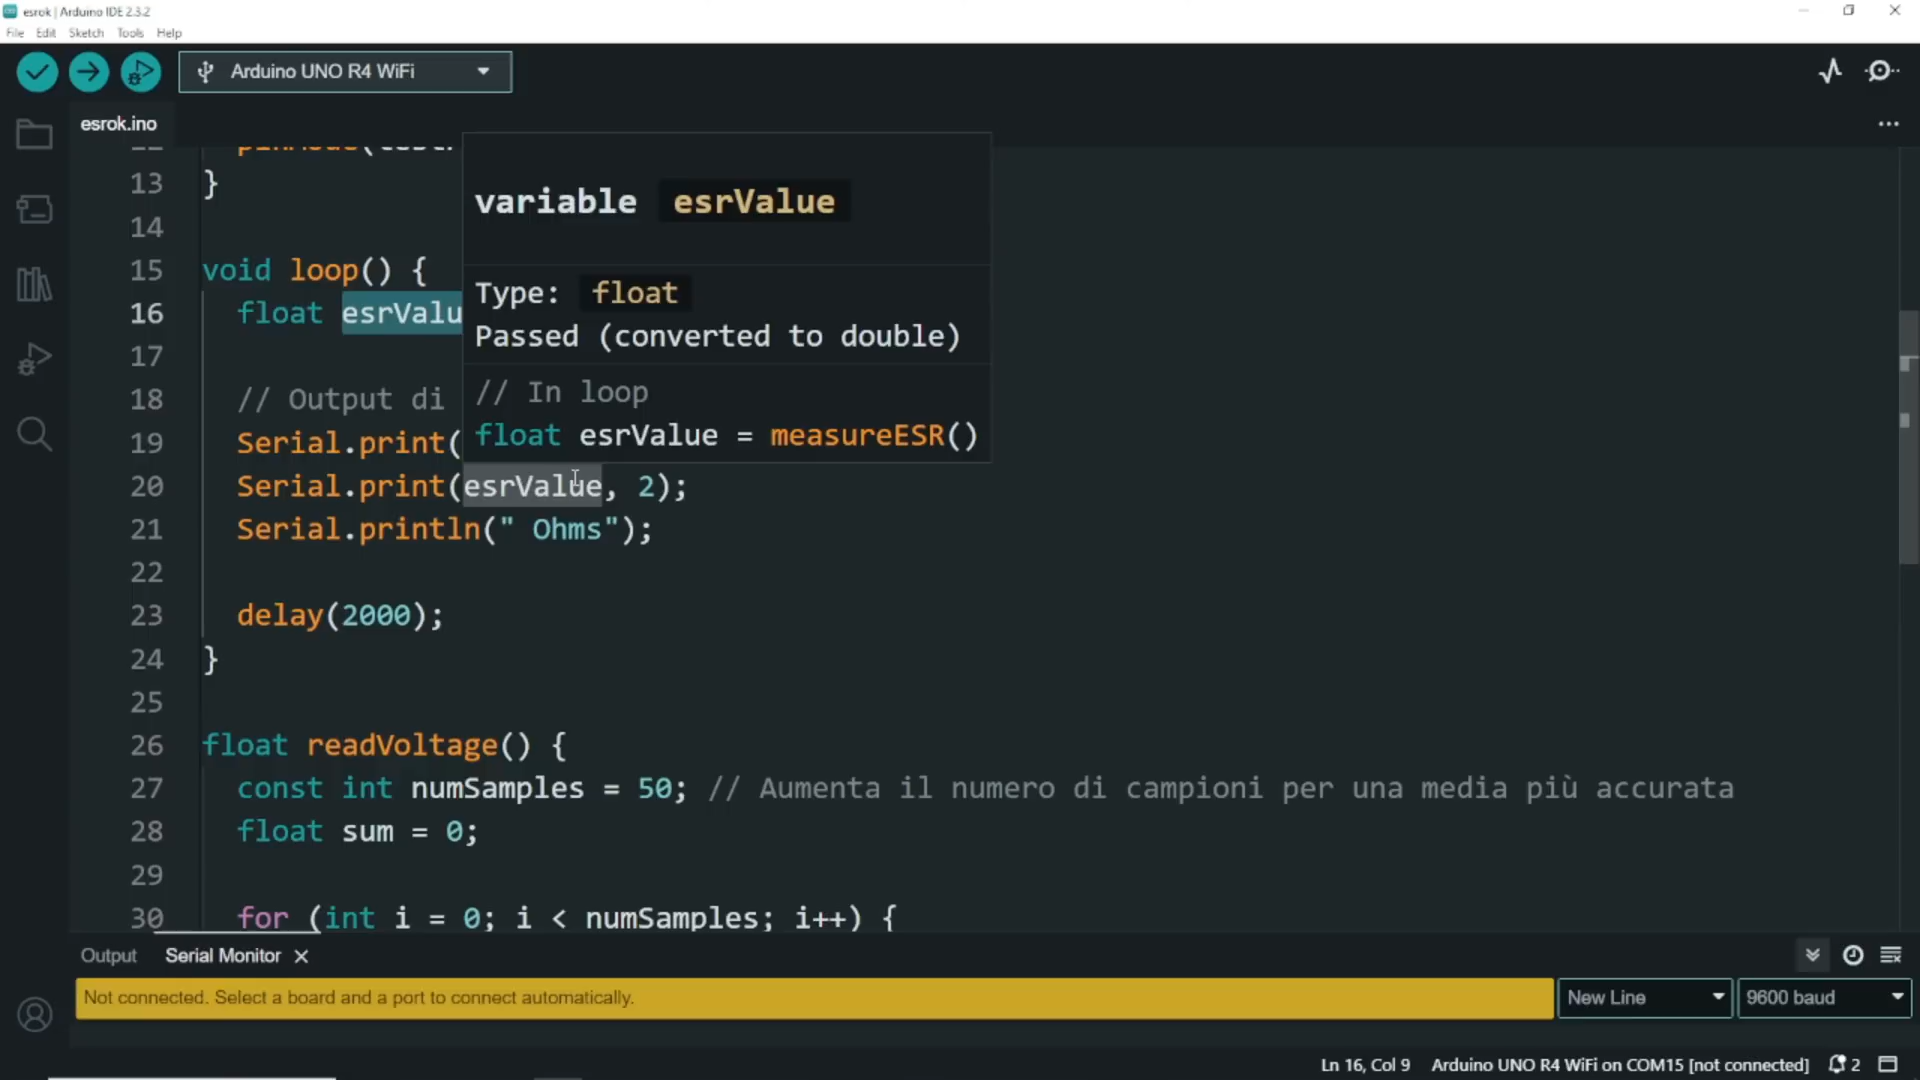 esrok | Arduino IDE 2.3.2
File Edit Sketch Tools Help
Arduino UNO R4 WiFi
esrok.ino
13 }
14
15 void loop() {
16 float esrValu
17
18 // Output di
19 Serial.print(
20 Serial.print(esrValue, 2);
21 Serial.println(" Ohms");
22
23 delay(2000);
24 }
25
26 float readVoltage() {
27 const int numSamples = 50; // Aumenta il numero di campioni per una media più accurata
28 float sum = 0;
29
30 for (int i = 0; i < numSamples; i++) {
variable esrValue
Type: float
Passed (converted to double)
// In loop
float esrValue = measureESR()
Output Serial Monitor
Not connected. Select a board and a port to connect automatically.
New Line
9600 baud
Ln 16, Col 9 Arduino UNO R4 WiFi on COM15 [not connected] 2